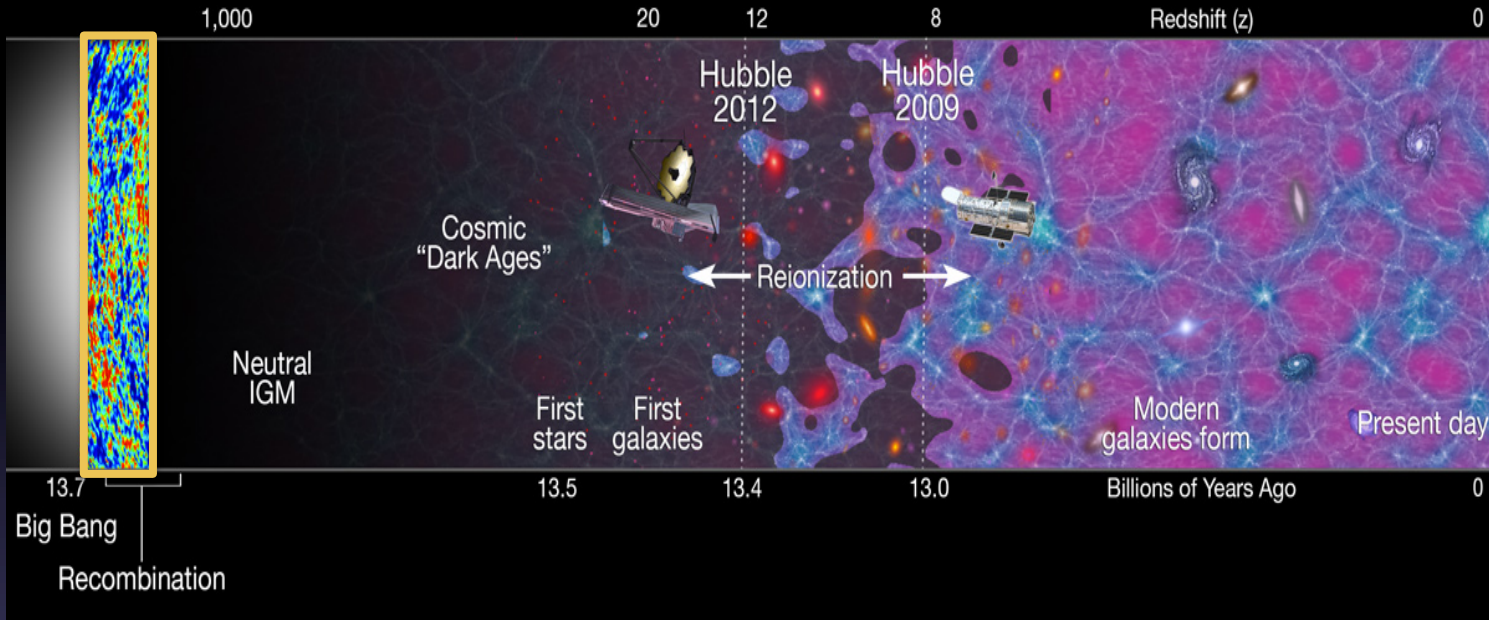 1,000 20 12 8 Redshift (z) 0
Hubble
2012
Hubble
2009
Cosmic
“Dark Ages”
Reionization
Neutral
IGM
First
stars
First
galaxies
Modern
galaxies form
Present day
13.7 13.5 13.4 13.0 Billions of Years Ago 0
Big Bang
Recombination